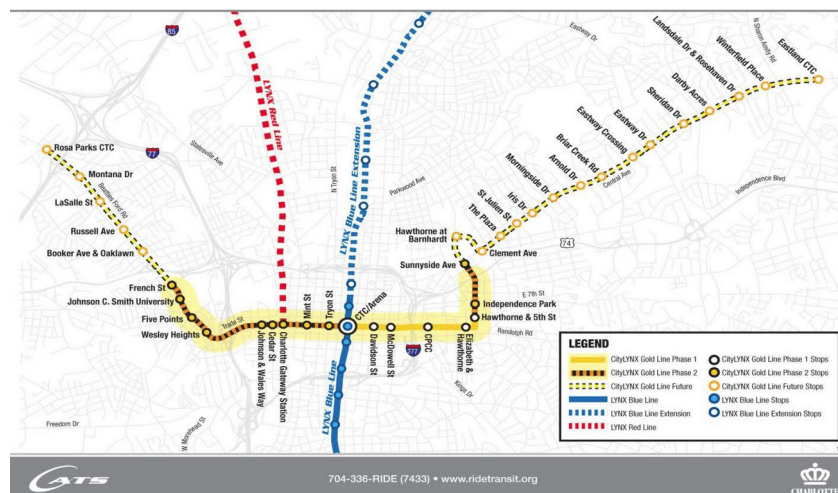 85
Eastway Dr
N Sharon Amity Rd
Landsdale Dr & Rosehaven Dr
Winterfield Place
Eastland CTC
LYNX Red Line
LYNX Blue Line Extension
Darby Acres
Sheridan Dr
Eastway Dr
Eastway Crossing
Briar Creek Rd
Arnold Dr
Morningside Dr
Iris Dr
St Julien St
The Plaza
Central Ave
Independence Blvd
Rosa Parks CTC
77
Statesville Ave
N Tryon St
Parkwood Ave
Montana Dr
Beatties Ford Rd
LaSalle St
Russell Ave
Booker Ave & Oaklawn
Hawthorne at
Barnhardt
Clement Ave
74
Sunnyside Ave
French St
Johnson C. Smith University
Five Points
Wesley Heights
Trade St
Mint St
Tryon St
CTC/Arena
E 7th St
Independence Park
Hawthorne & 5th St
Randolph Rd
Johnson & Wales Way
Cedar St
Charlotte Gateway Station
LYNX Blue Line
Davidson St
McDowell St
277
CPCC
Elizabeth &
Hawthorne
Kings Dr
Freedom Dr
W Morehead St
LEGEND
CityLYNX Gold Line Phase 1
CityLYNX Gold Line Phase 2
CityLYNX Gold Line Future
LYNX Blue Line
LYNX Blue Line Extension
LYNX Red Line
CityLYNX Gold Line Phase 1 Stops
CityLYNX Gold Line Phase 2 Stops
CityLYNX Gold Line Future Stops
LYNX Blue Line Stops
LYNX Blue Line Extension Stops
CATS
704-336-RIDE (7433) • www.ridetransit.org
CHARLOTTE